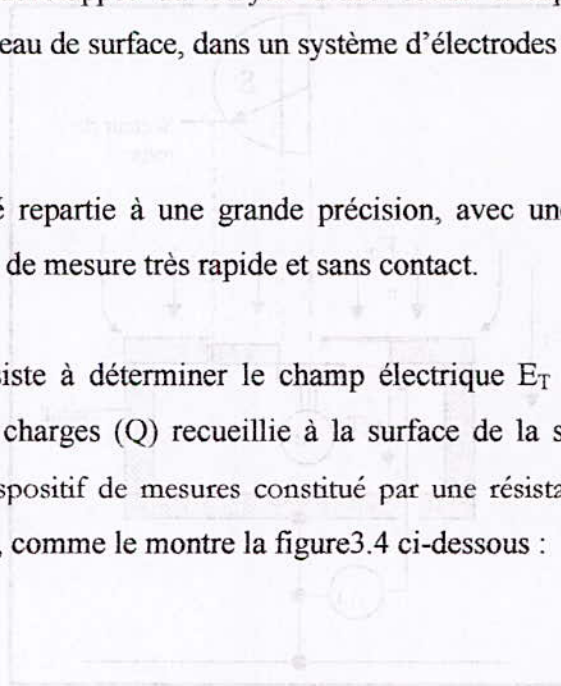 eau de surface, dans un système d’électrodes
repartie à une grande précision, avec un
de mesure très rapide et sans contact.
siste à déterminer le champ électrique E_T
charges (Q) recueillie à la surface de la s
spositif de mesures constitué par une résista
, comme le montre la figure3.4 ci-dessous :